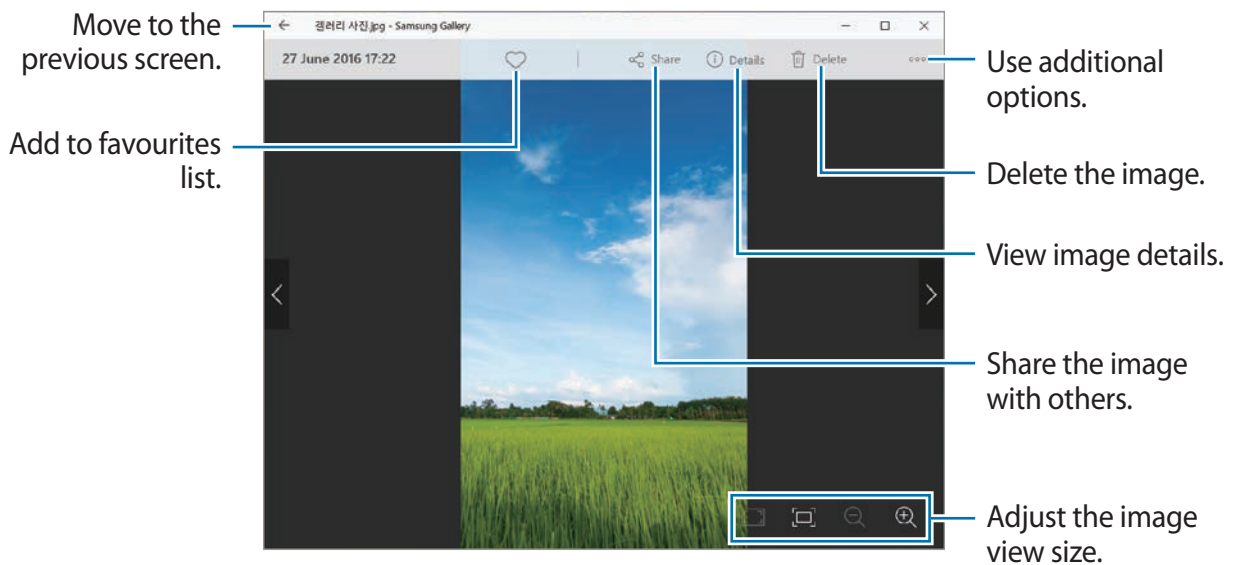 Move to the
previous screen.
갤러리 사진.jpg - Samsung Gallery
27 June 2016 17:22
Share
Details
Delete
Use additional
options.
Add to favourites
list.
Delete the image.
View image details.
Share the image
with others.
Adjust the image
view size.